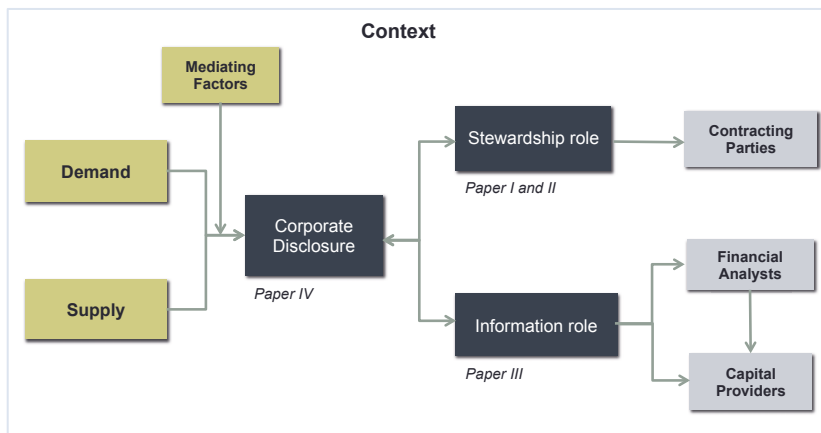 Context
Mediating
Factors
Demand
Supply
Corporate
Disclosure
Paper IV
Stewardship role
Paper I and II
Contracting
Parties
Information role
Paper III
Financial
Analysts
Capital
Providers